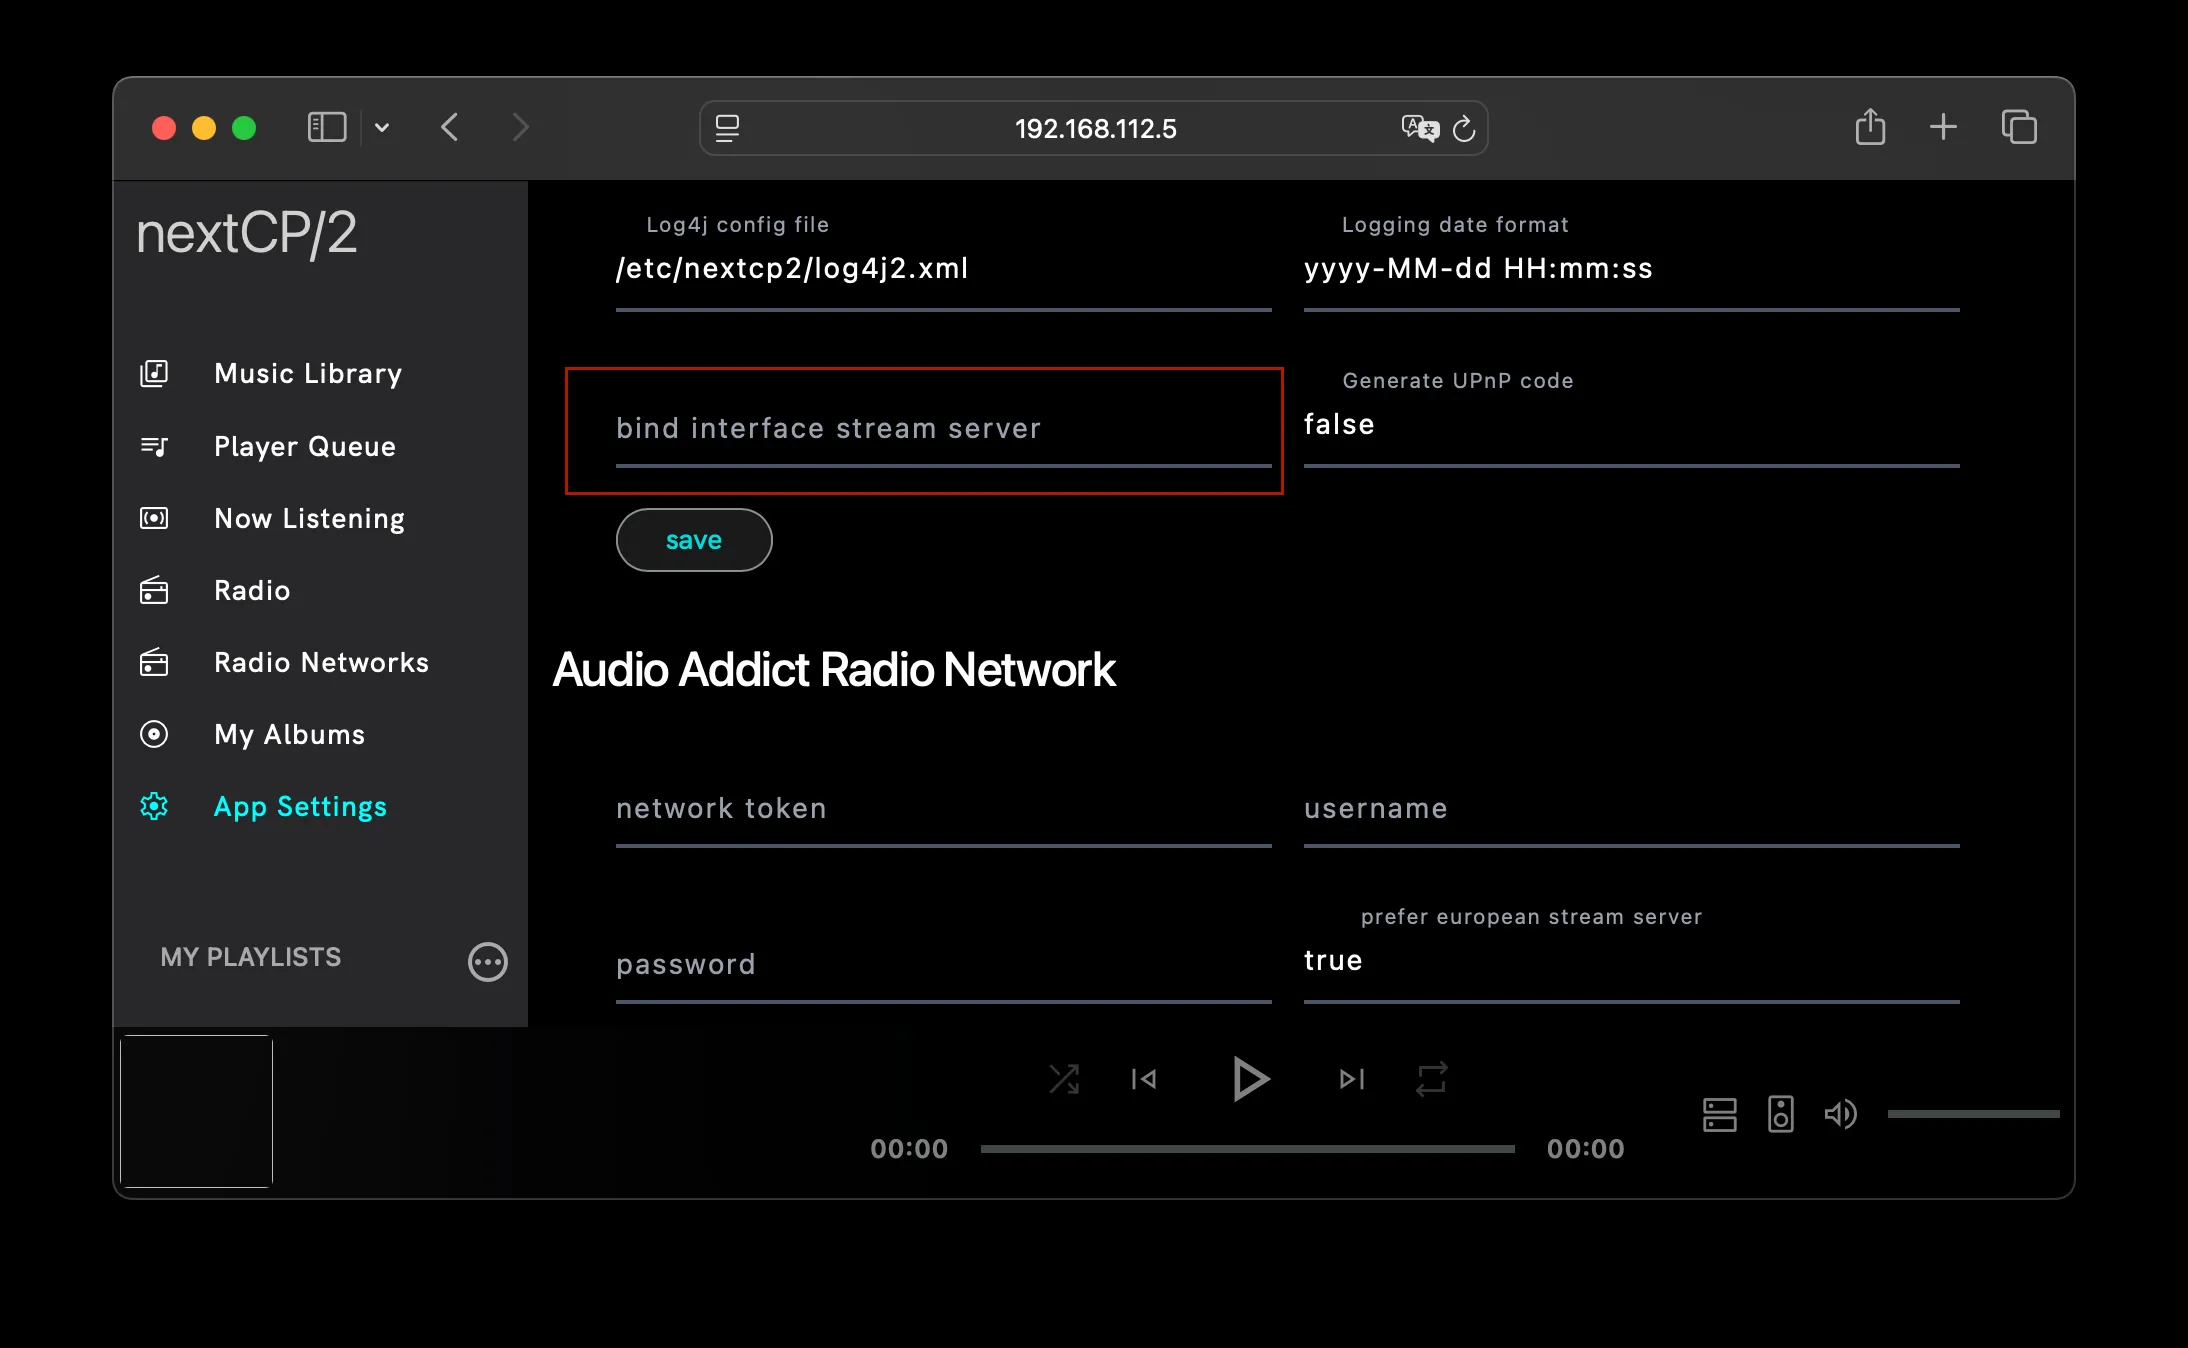 192.168.112.5
nextCP/2
Music Library
Player Queue
Now Listening
Radio
Radio Networks
My Albums
App Settings
MY PLAYLISTS
Log4j config file
/etc/nextcp2/log4j2.xml
Logging date format
yyyy-MM-dd HH:mm:ss
bind interface stream server
Generate UPnP code
false
save
Audio Addict Radio Network
network token
username
password
prefer european stream server
true
00:00
00:00